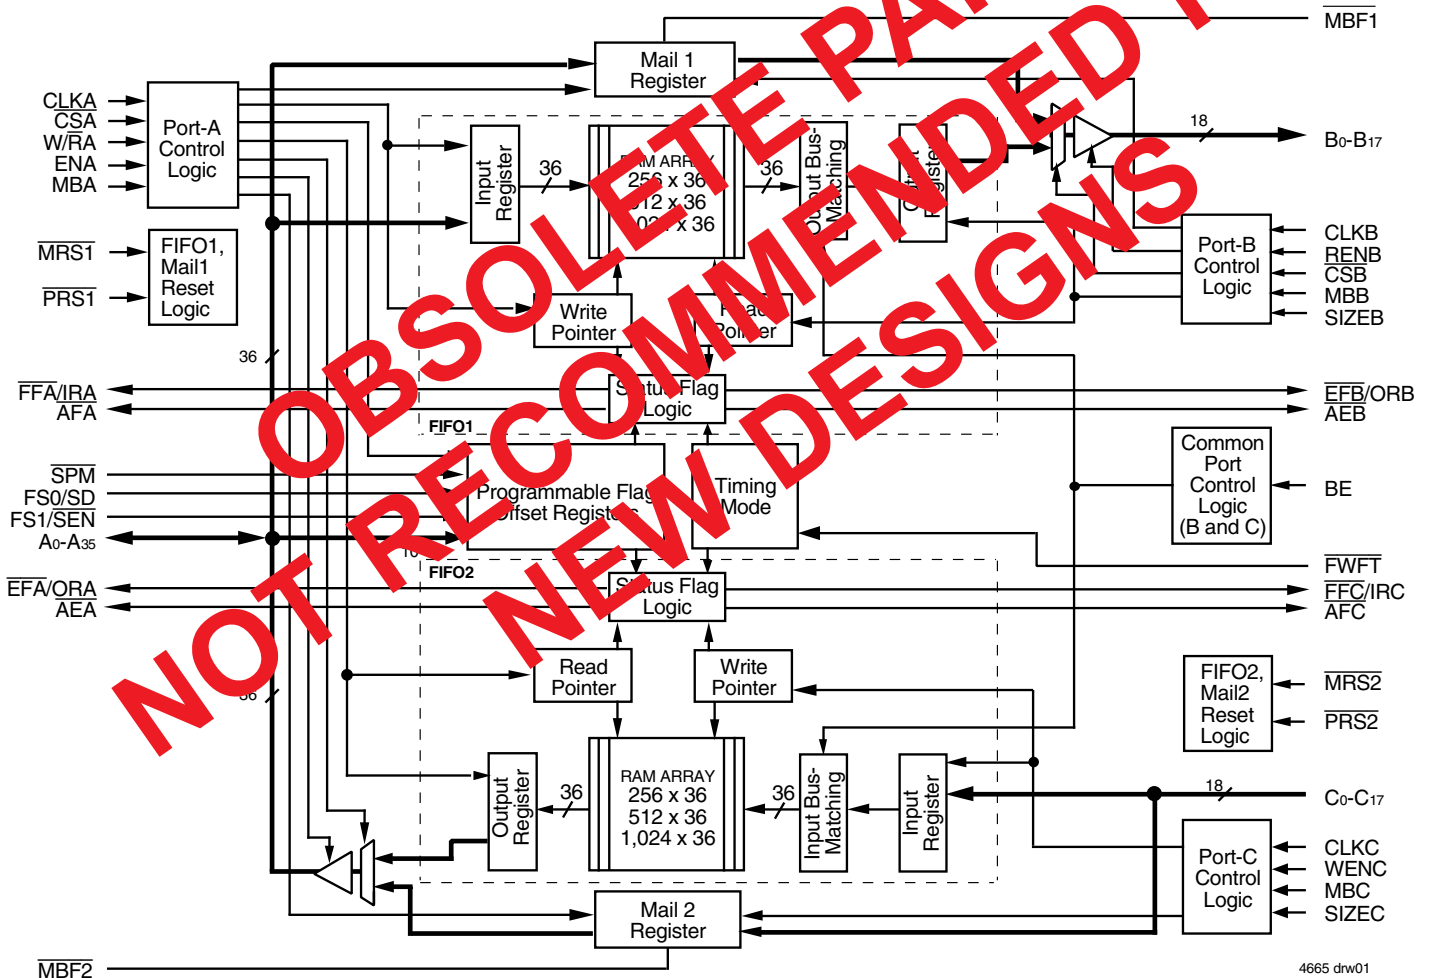 MBF1
Mail 1
Register
CLKA
CSA
W/RA
ENA
MBA
Port-A
Control
Logic
18
B0-B17
Input
Register
36
RAM ARRAY
256 x 36
512 x 36
1,024 x 36
36
Output Bus-
Matching
Output
Register
MRS1
PRS1
FIFO1,
Mail1
Reset
Logic
Port-B
Control
Logic
CLKB
RENB
CSB
MBB
SIZEB
Write
Pointer
Read
Pointer
36
FFA/IRA
AFA
Status Flag
Logic
EFB/ORB
AEB
FIFO1
SPM
FS0/SD
FS1/SEN
A0-A35
Programmable Flag
Offset Registers
Timing
Mode
Common
Port
Control
Logic
(B and C)
BE
10
FIFO2
FWFT
EFA/ORA
AEA
Status Flag
Logic
FFC/IRC
AFC
Read
Pointer
Write
Pointer
FIFO2,
Mail2
Reset
Logic
MRS2
PRS2
36
Output
Register
36
RAM ARRAY
256 x 36
512 x 36
1,024 x 36
36
Input Bus-
Matching
Input
Register
18
C0-C17
Port-C
Control
Logic
CLKC
WENC
MBC
SIZEC
Mail 2
Register
MBF2
4665 drw01
OBSOLETE
NOT RECOMMENDED
NEW DESIGNS